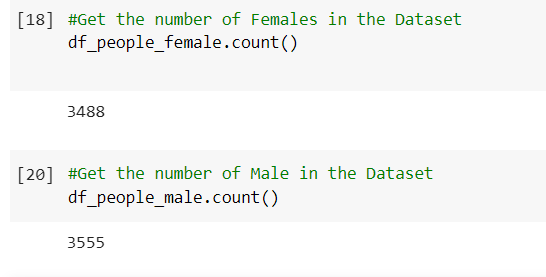 [18] #Get the number of Females in the Dataset
df_people_female.count()
3488
[20] #Get the number of Male in the Dataset
df_people_male.count()
3555